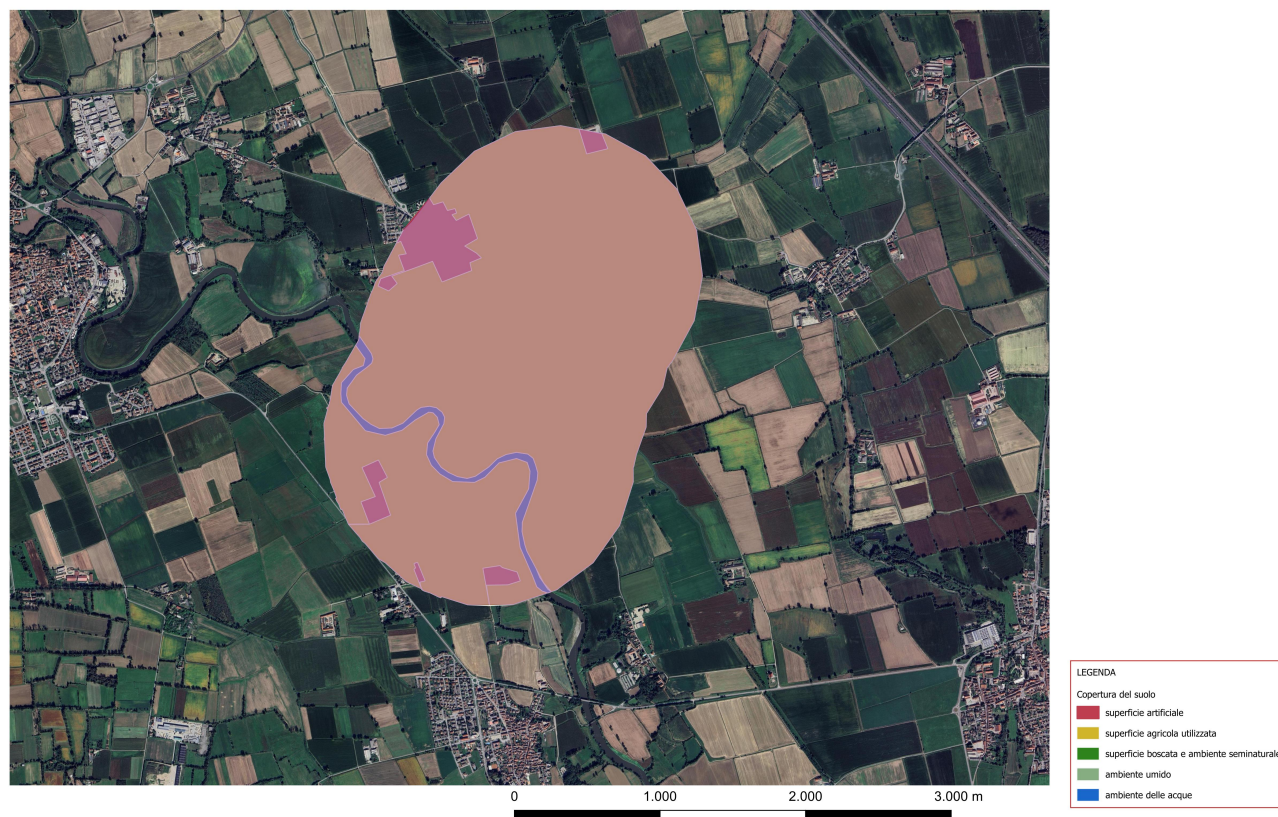 0 1.000 2.000 3.000 m
LEGENDA
Copertura del suolo
superficie artificiale
superficie agricola utilizzata
superficie boscata e ambiente seminaturale
ambiente umido
ambiente delle acque